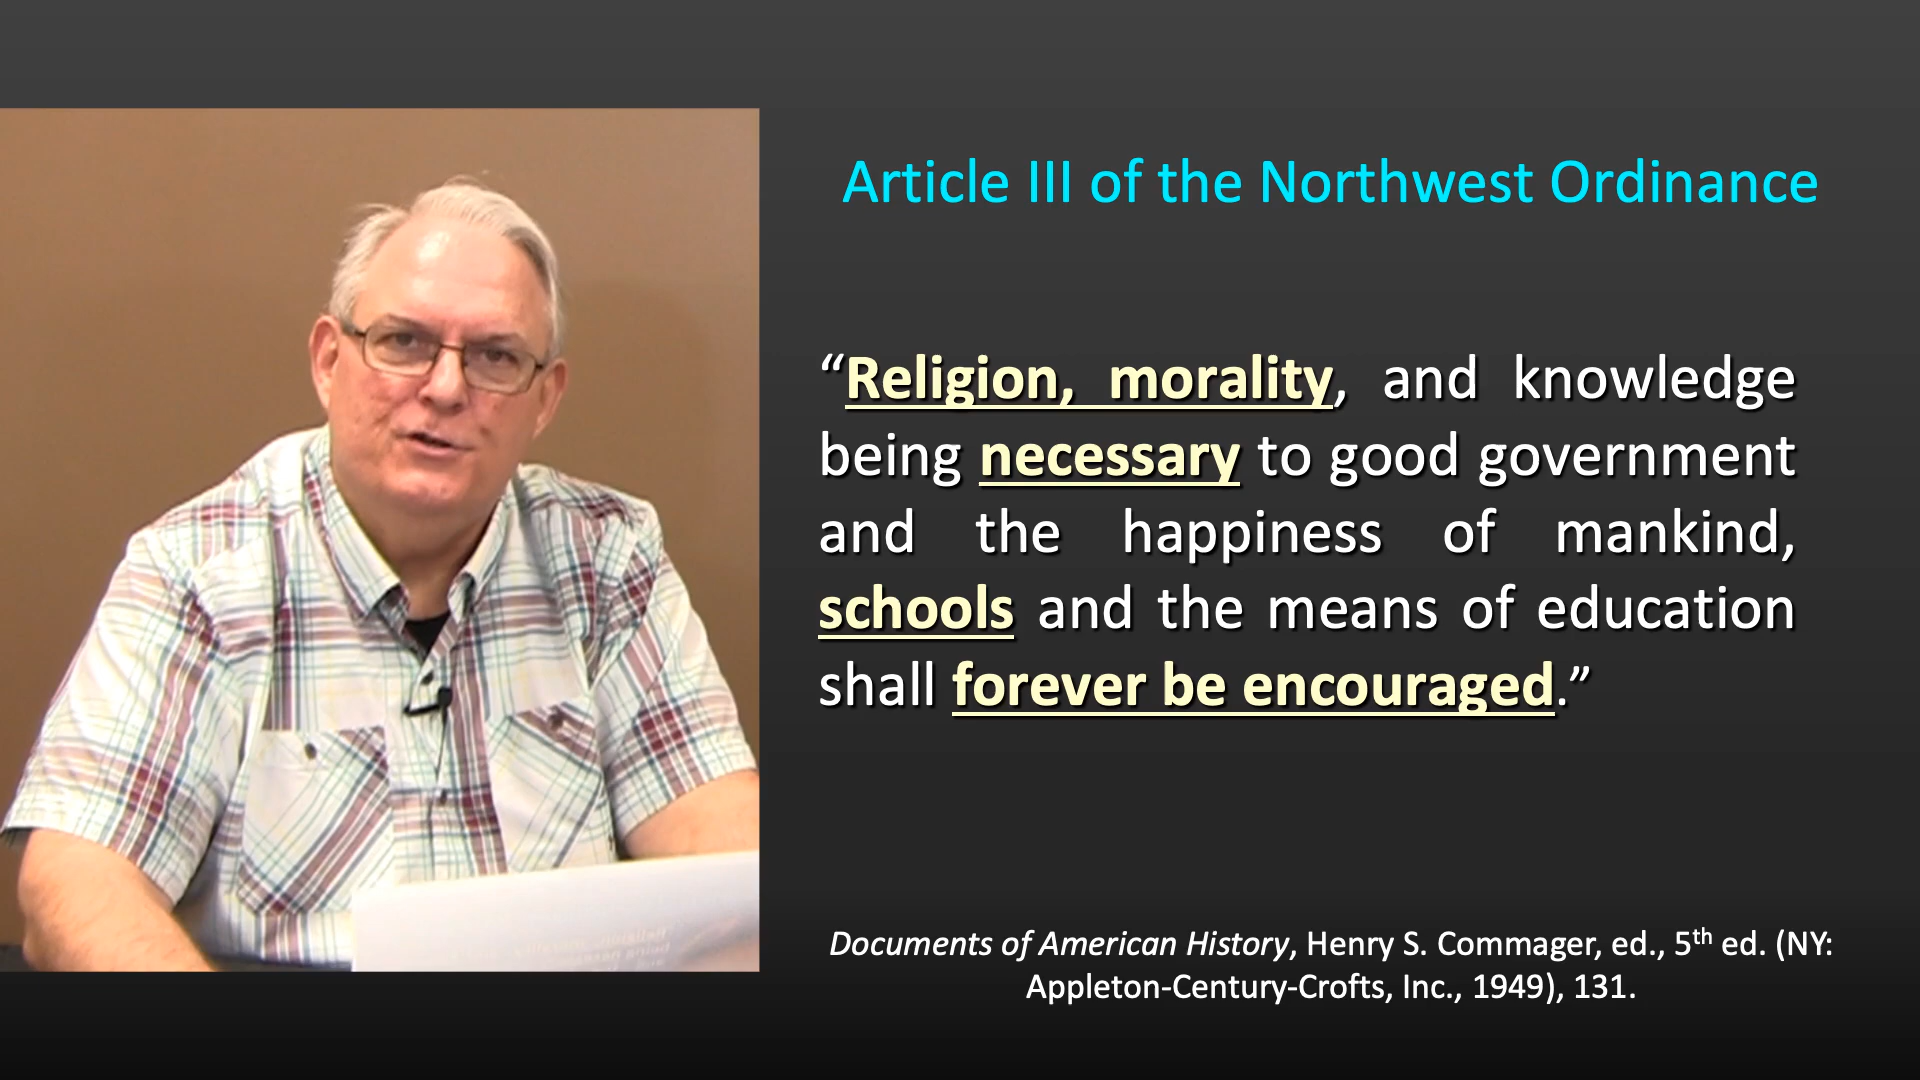 Article III of the Northwest Ordinance
“Religion, morality, and knowledge
being necessary to good government
and the happiness of mankind,
schools and the means of education
shall forever be encouraged.”
Documents of American History, Henry S. Commager, ed., 5th ed. (NY:
Appleton-Century-Crofts, Inc., 1949), 131.